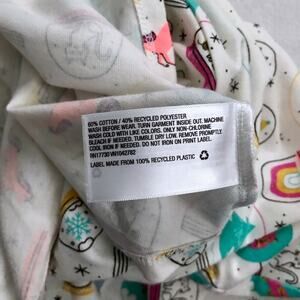 60% COTTON / 40% RECYCLED POLYESTER
WASH BEFORE WEAR. TURN GARMENT INSIDE OUT. MACHINE
WASH COLD WITH LIKE COLORS. ONLY NON-CHLORINE
BLEACH IF NEEDED. TUMBLE DRY LOW. REMOVE PROMPTLY.
COOL IRON IF NEEDED. DO NOT IRON ON PRINT LABEL.
RN17730 WN1042782
LABEL MADE FROM 100% RECYCLED PLASTIC